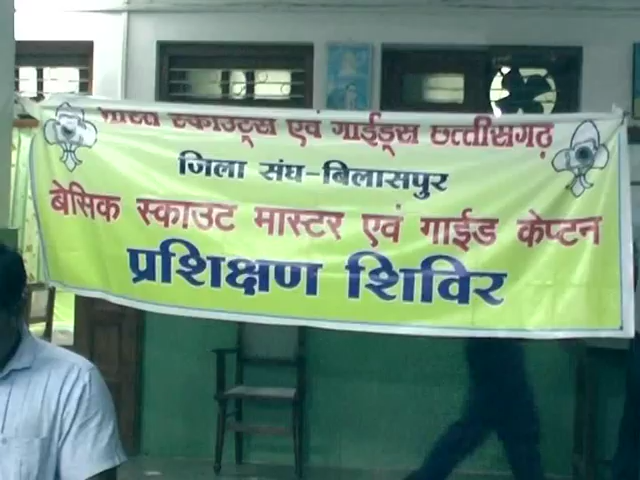 भारत स्काउट्स एवं गाईड्स छत्तीसगढ़
जिला संघ-बिलासपुर
बेसिक स्काउट मास्टर एवं गाईड केप्टन
प्रशिक्षण शिविर